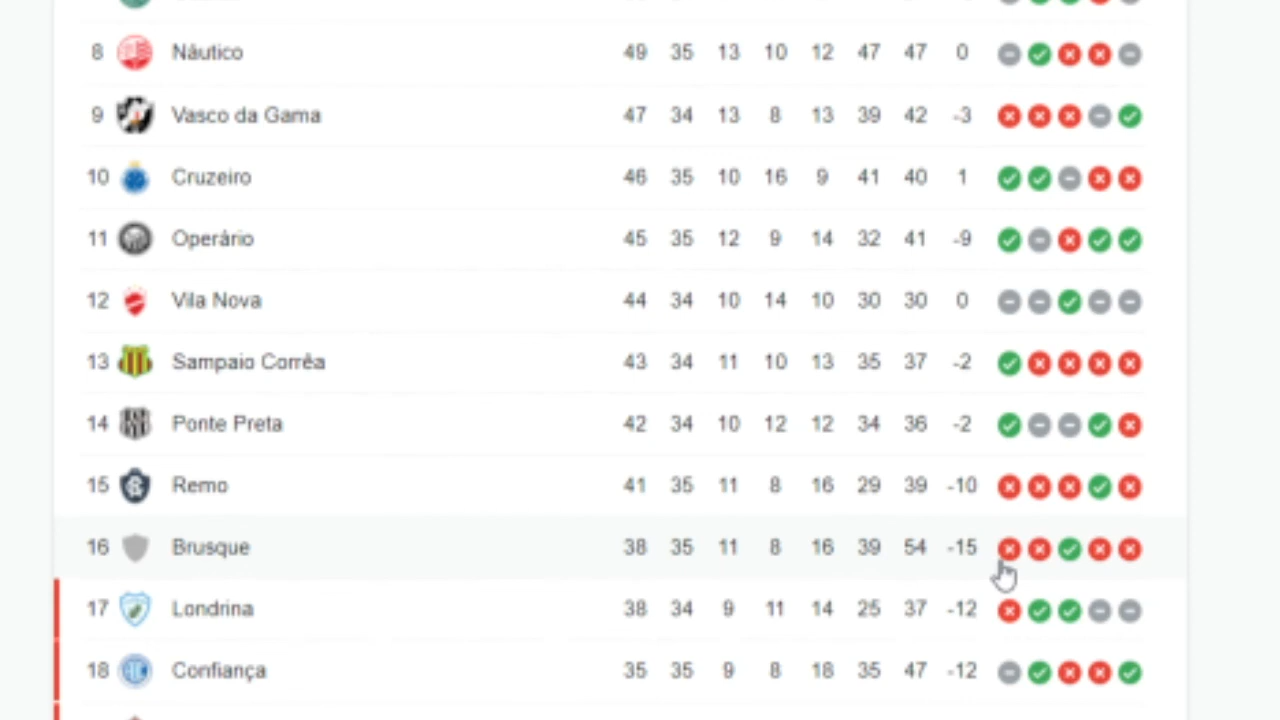 8 Náutico 49 35 13 10 12 47 47 0
9 Vasco da Gama 47 34 13 8 13 39 42 -3
10 Cruzeiro 46 35 10 16 9 41 40 1
11 Operário 45 35 12 9 14 32 41 -9
12 Vila Nova 44 34 10 14 10 30 30 0
13 Sampaio Corrêa 43 34 11 10 13 35 37 -2
14 Ponte Preta 42 34 10 12 12 34 36 -2
15 Remo 41 35 11 8 16 29 39 -10
16 Brusque 38 35 11 8 16 39 54 -15
17 Londrina 38 34 9 11 14 25 37 -12
18 Confiança 35 35 9 8 18 35 47 -12